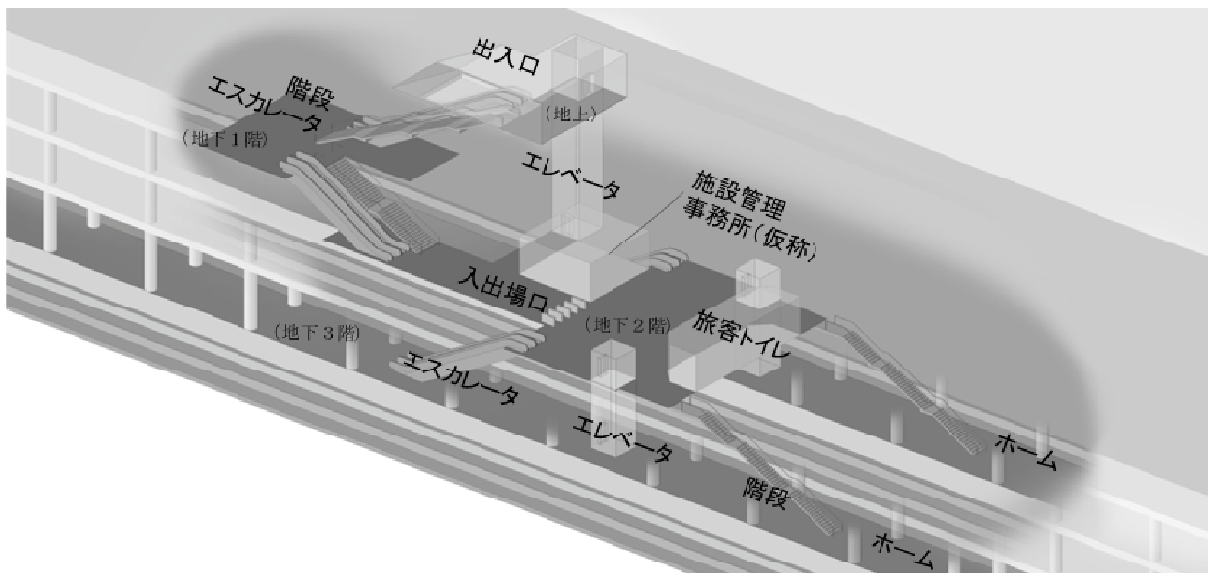 出入口
階段
エスカレータ
(地上)
(地下1階)
エレベータ
施設管理
事務所(仮称)
入出場口
(地下2階)
旅客トイレ
(地下3階)
エスカレータ
エレベータ
ホーム
階段
ホーム